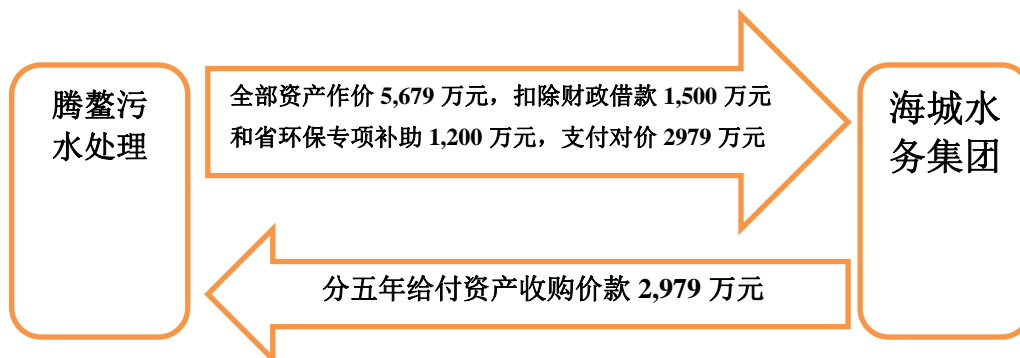 腾鳌污
水处理
全部资产作价 5,679 万元，扣除财政借款 1,500 万元
和省环保专项补助 1,200 万元，支付对价 2979 万元
海城水
务集团
分五年给付资产收购价款 2,979 万元